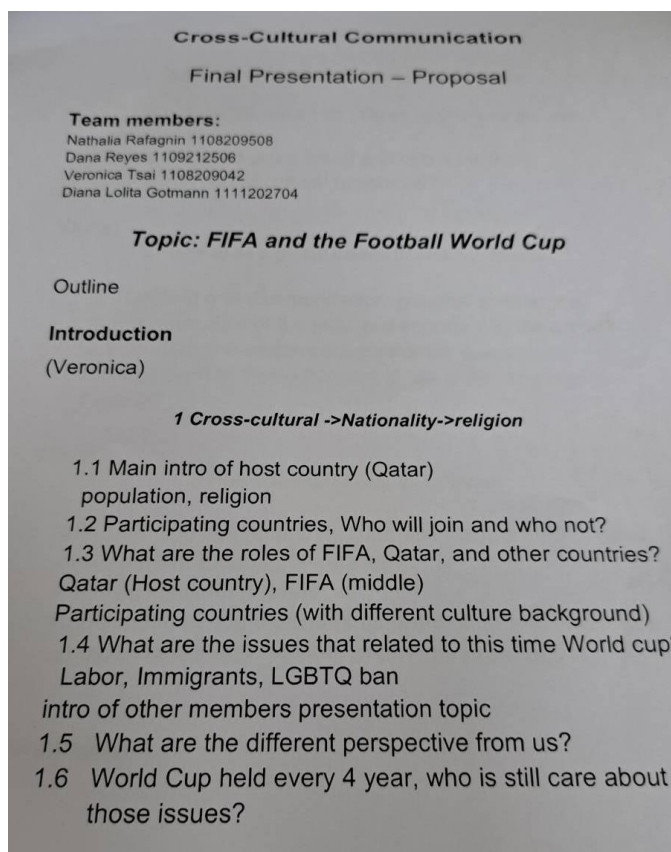 Cross-Cultural Communication
Final Presentation – Proposal
Team members:
Nathalia Rafagnin 1108209508
Dana Reyes 1109212506
Veronica Tsai 1108209042
Diana Lolita Gotmann 1111202704
Topic: FIFA and the Football World Cup
Outline
Introduction
(Veronica)
1 Cross-cultural ->Nationality->religion
1.1 Main intro of host country (Qatar)
population, religion
1.2 Participating countries, Who will join and who not?
1.3 What are the roles of FIFA, Qatar, and other countries?
Qatar (Host country), FIFA (middle)
Participating countries (with different culture background)
1.4 What are the issues that related to this time World cup
Labor, Immigrants, LGBTQ ban
intro of other members presentation topic
1.5 What are the different perspective from us?
1.6 World Cup held every 4 year, who is still care about
those issues?